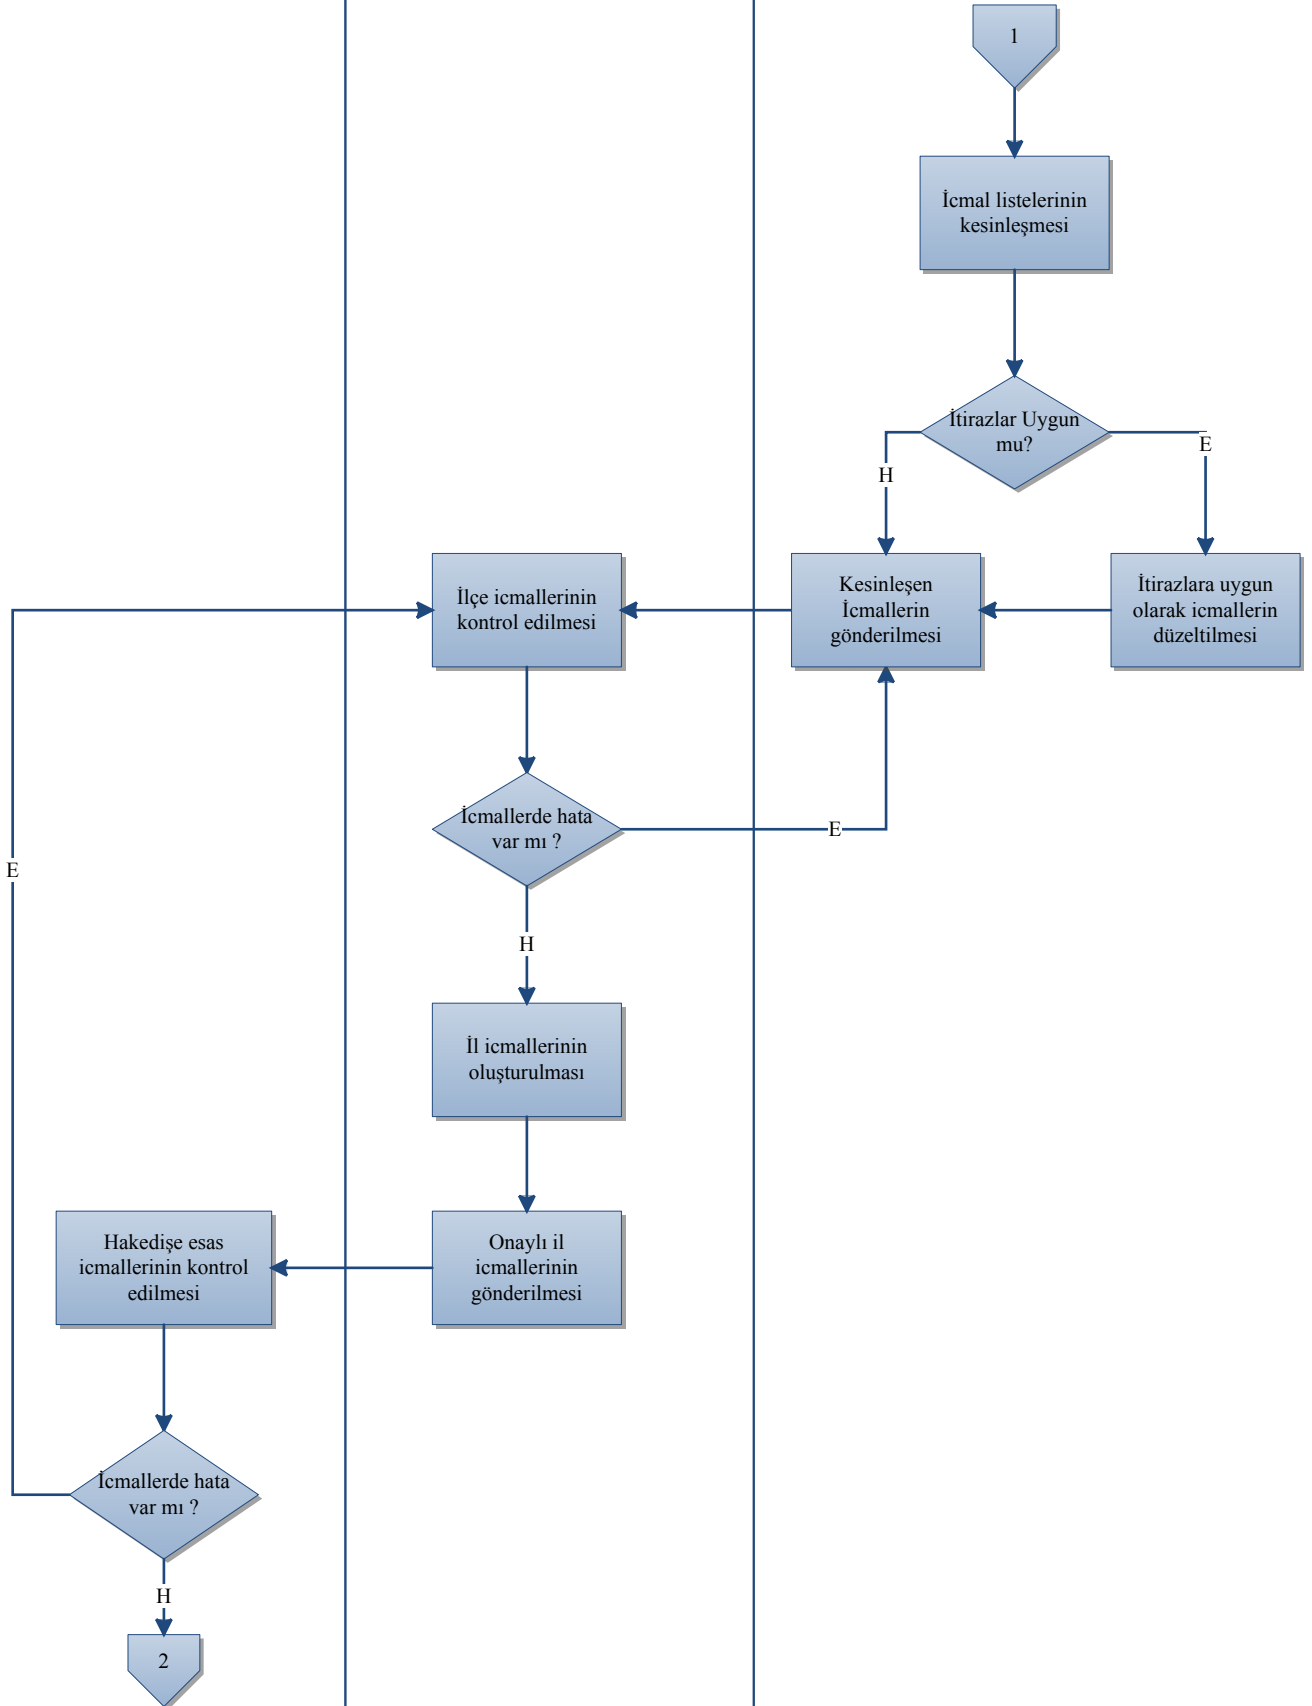 1
İcmal listelerinin
kesinleşmesi
İtirazlar Uygun
mu?
E
H
Kesinleşen
İcmallerin
gönderilmesi
İtirazlara uygun
olarak icmallerin
düzeltilmesi
İlçe icmallerinin
kontrol edilmesi
İcmallerde hata
var mı ?
E
E
H
İl icmallerinin
oluşturulması
Onaylı il
icmallerinin
gönderilmesi
Hakedişe esas
icmallerinin kontrol
edilmesi
İcmallerde hata
var mı ?
H
2